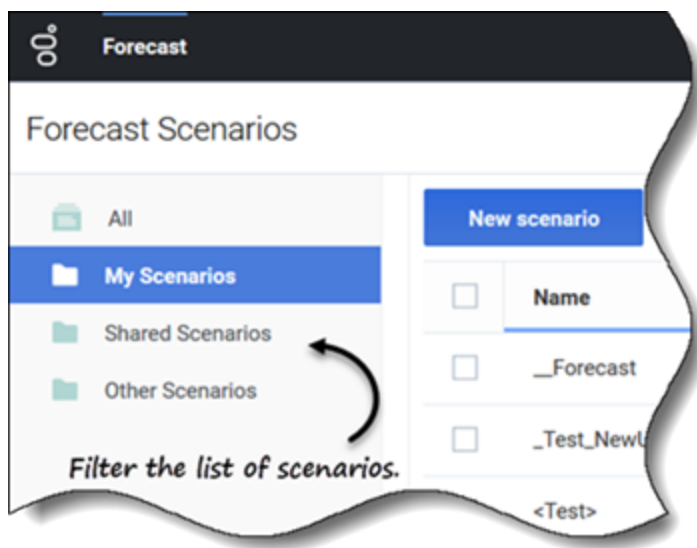 Forecast
Forecast Scenarios
All
My Scenarios
Shared Scenarios
Other Scenarios
Filter the list of scenarios.
New scenario
Name
__Forecast
_Test_NewU
<Test>